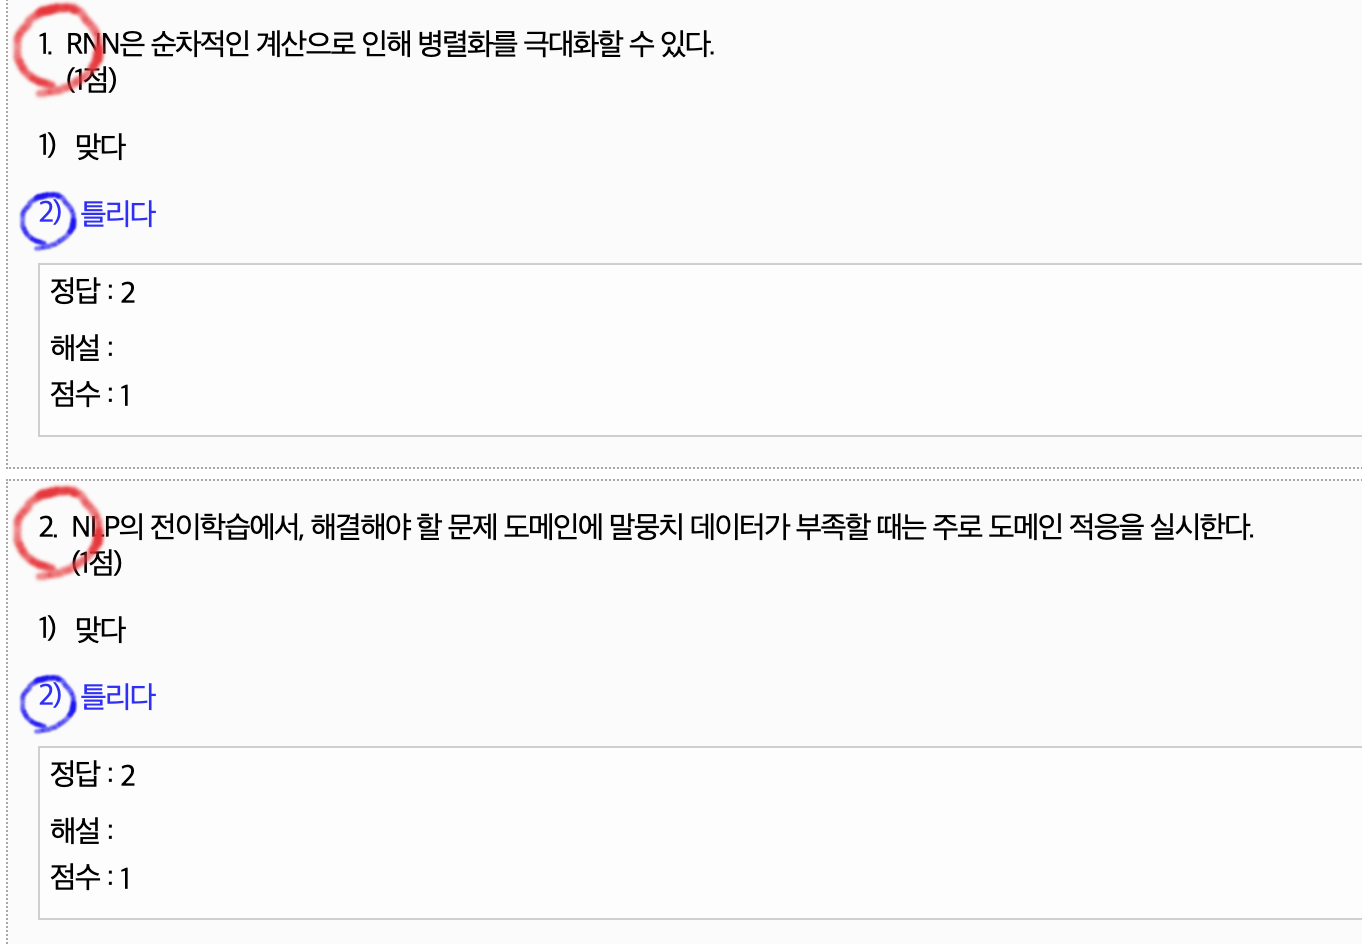 1. RNN은 순차적인 계산으로 인해 병렬화를 극대화할 수 있다.
(1점)
1) 맞다
2) 틀리다
정답 : 2
해설 :
점수 : 1
2. NLP의 전이학습에서, 해결해야 할 문제 도메인에 말뭉치 데이터가 부족할 때는 주로 도메인 적응을 실시한다.
(1점)
1) 맞다
2) 틀리다
정답 : 2
해설 :
점수 : 1